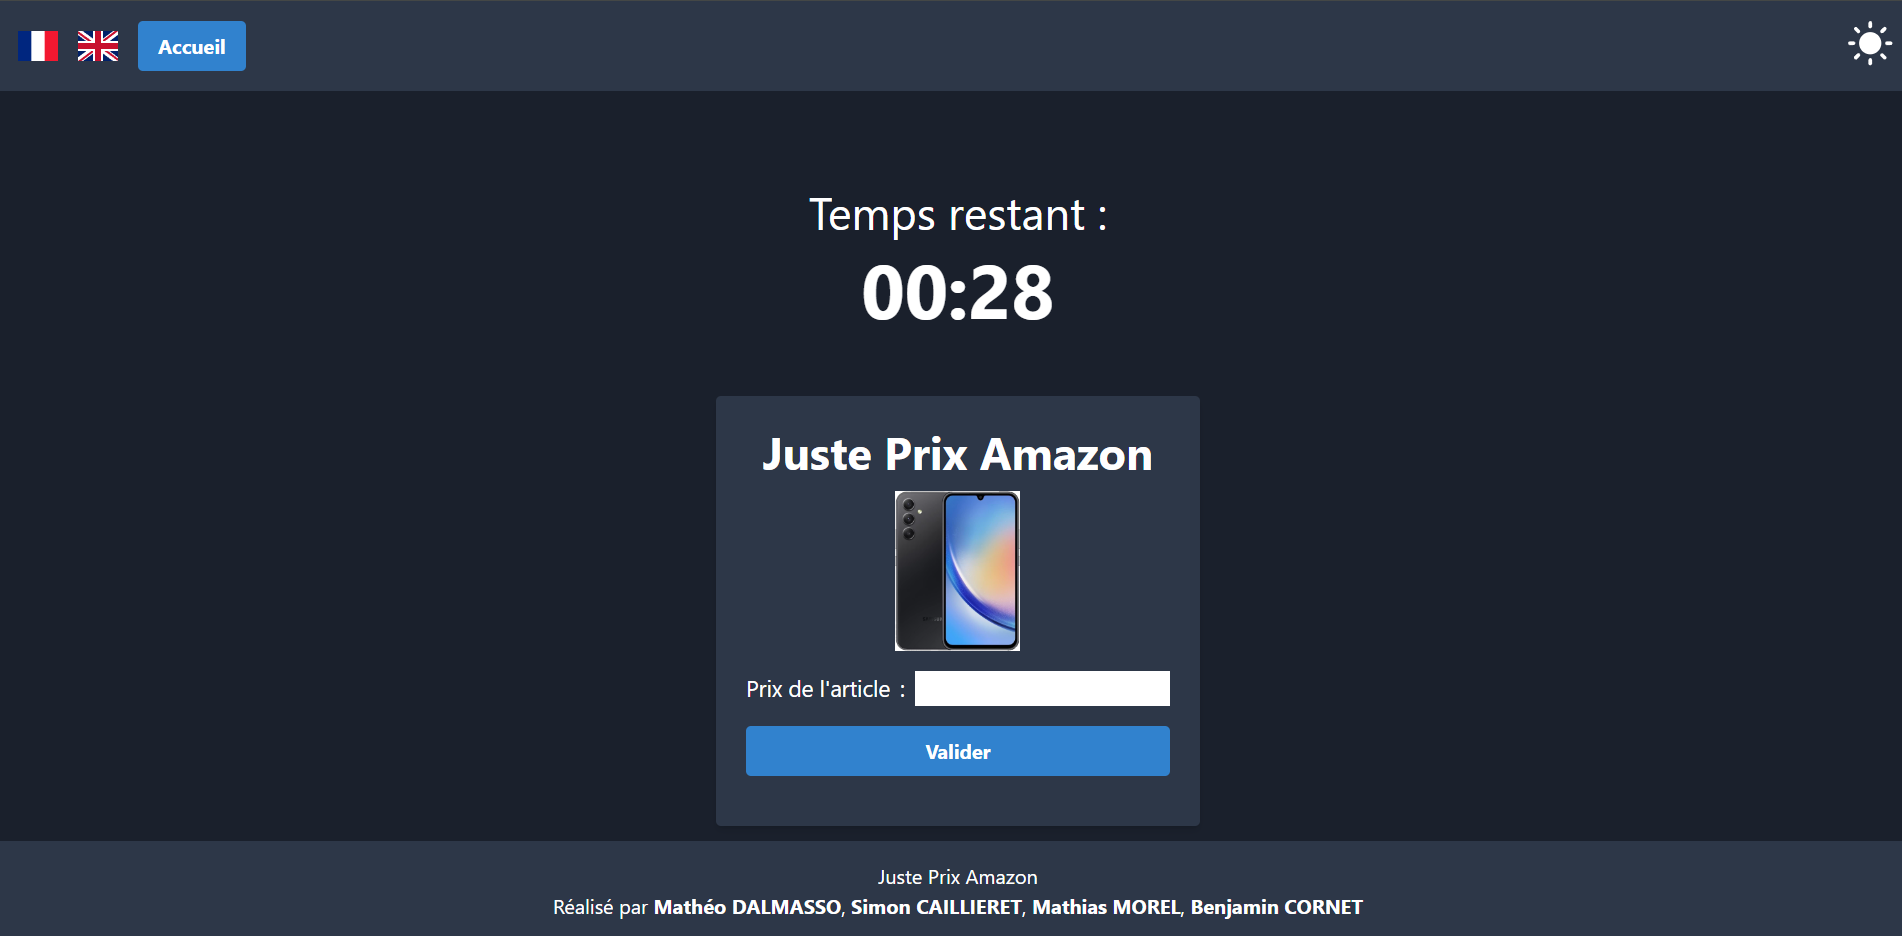 Accueil
Temps restant :
00:28
Juste Prix Amazon
Prix de l'article :
Valider
Juste Prix Amazon
Réalisé par Mathéo DALMASSO, Simon CAILLIERET, Mathias MOREL, Benjamin CORNET